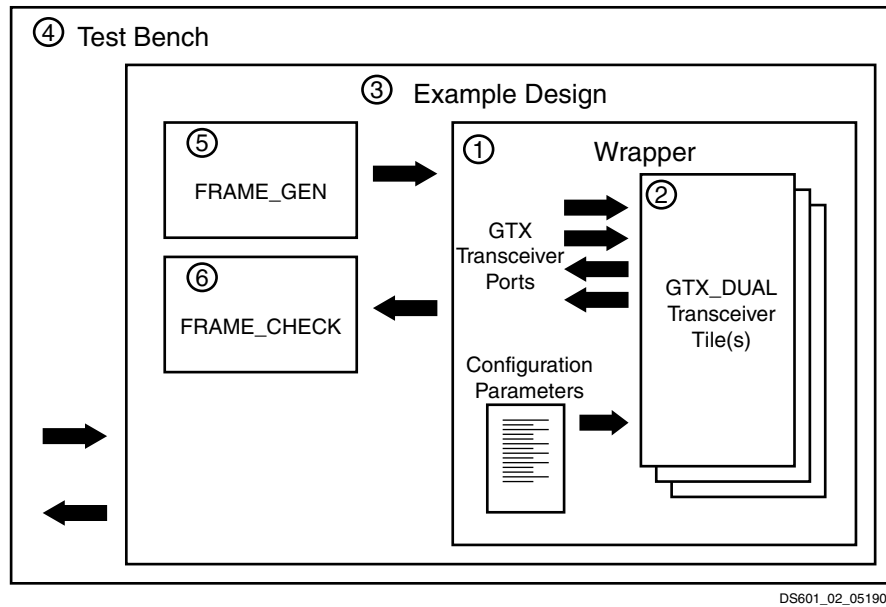 ④ Test Bench
③ Example Design
⑤
FRAME_GEN
① Wrapper
②
GTX
Transceiver
Ports
GTX_DUAL
Transceiver
Tile(s)
⑥
FRAME_CHECK
Configuration
Parameters
DS601_02_05190